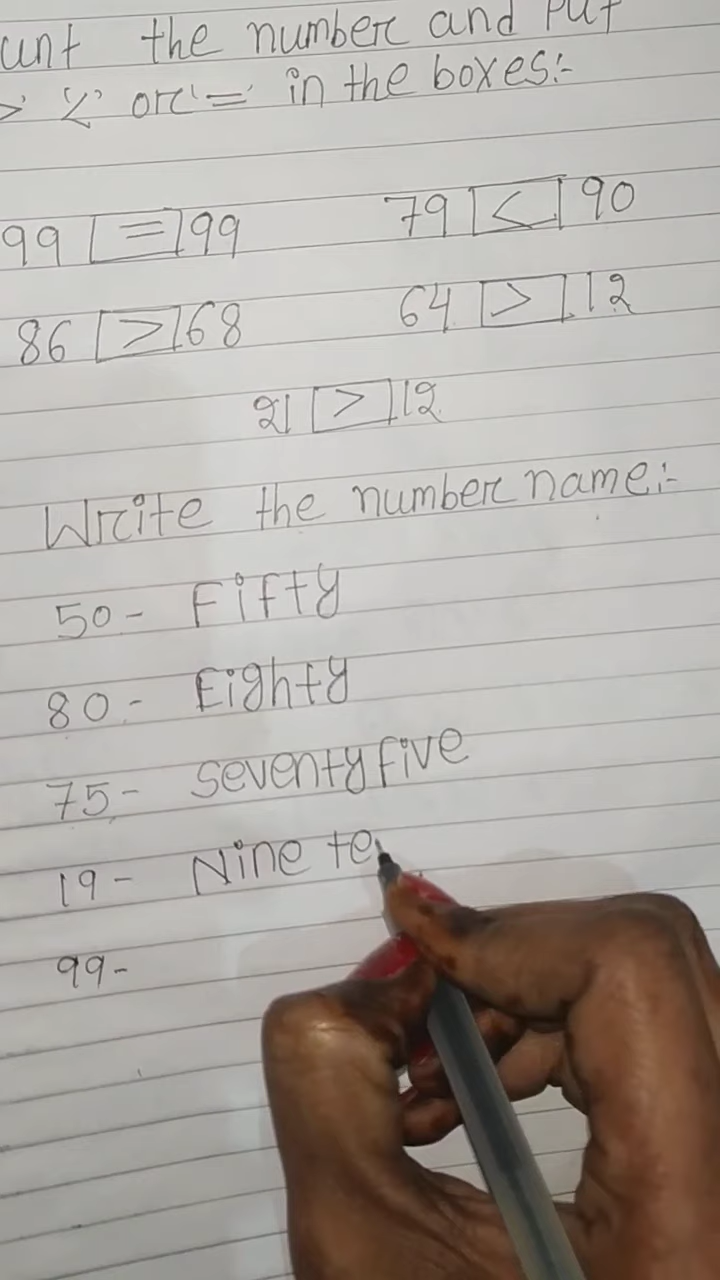 unt the number and Put
> '<' or '=' in the boxes:-
99 = 99 79 < 90
86 > 68 64 > 12
21 > 12
Write the number name:-
50 - Fifty
80 - Eighty
75 - Seventy five
19 - Nine te
99 -